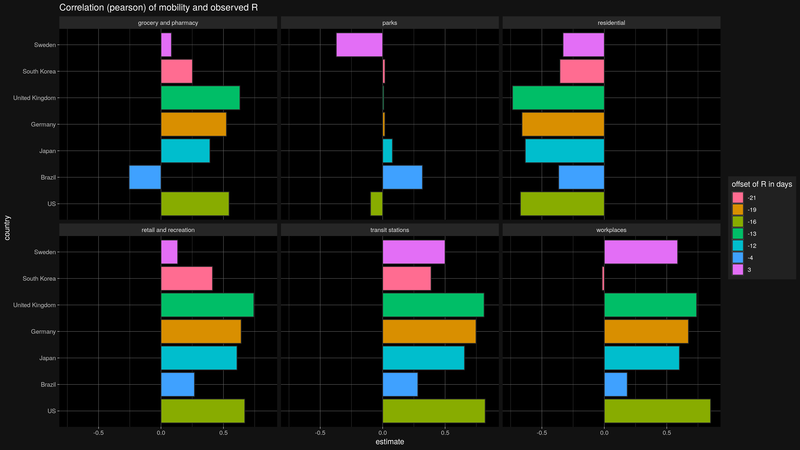 Correlation (pearson) of mobility and observed R
grocery and pharmacy
parks
residential
Sweden
South Korea
United Kingdom
Germany
Japan
Brazil
US
retail and recreation
transit stations
workplaces
Sweden
South Korea
United Kingdom
Germany
Japan
Brazil
US
-0.5 0.0 0.5
-0.5 0.0 0.5
-0.5 0.0 0.5
estimate
country
offset of R in days
-21
-19
-16
-13
-12
-4
3